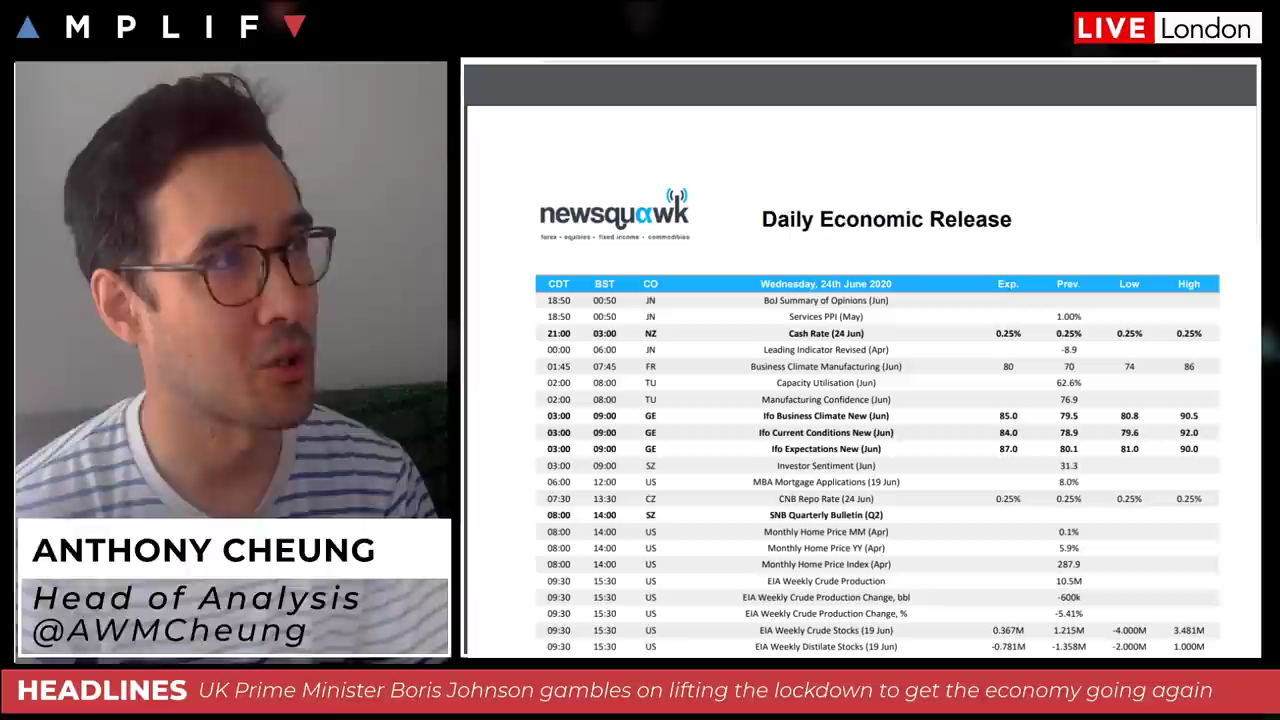 AMPLIFY
LIVE London
newsquawk
forex • equities • fixed income • commodities
Daily Economic Release
CDT BST CO Wednesday, 24th June 2020 Exp. Prev. Low High
18:50 00:50 JN BoJ Summary of Opinions (Jun)
18:50 00:50 JN Services PPI (May) 1.00%
21:00 03:00 NZ Cash Rate (24 Jun) 0.25% 0.25% 0.25% 0.25%
00:00 06:00 JN Leading Indicator Revised (Apr) -8.9
01:45 07:45 FR Business Climate Manufacturing (Jun) 80 70 74 86
02:00 08:00 TU Capacity Utilisation (Jun) 62.6%
02:00 08:00 TU Manufacturing Confidence (Jun) 76.9
03:00 09:00 GE Ifo Business Climate New (Jun) 85.0 79.5 80.8 90.5
03:00 09:00 GE Ifo Current Conditions New (Jun) 84.0 78.9 79.6 92.0
03:00 09:00 GE Ifo Expectations New (Jun) 87.0 80.1 81.0 90.0
03:00 09:00 SZ Investor Sentiment (Jun) 31.3
06:00 12:00 US MBA Mortgage Applications (19 Jun) 8.0%
07:30 13:30 CZ CNB Repo Rate (24 Jun) 0.25% 0.25% 0.25% 0.25%
08:00 14:00 SZ SNB Quarterly Bulletin (Q2)
08:00 14:00 US Monthly Home Price MM (Apr) 0.1%
08:00 14:00 US Monthly Home Price YY (Apr) 5.9%
08:00 14:00 US Monthly Home Price Index (Apr) 287.9
09:30 15:30 US EIA Weekly Crude Production 10.5M
09:30 15:30 US EIA Weekly Crude Production Change, bbl -600k
09:30 15:30 US EIA Weekly Crude Production Change, % -5.41%
09:30 15:30 US EIA Weekly Crude Stocks (19 Jun) 0.367M 1.215M -4.000M 3.481M
09:30 15:30 US EIA Weekly Distilate Stocks (19 Jun) -0.781M -1.358M -2.000M 1.000M
ANTHONY CHEUNG
Head of Analysis
@AWMCheung
HEADLINES UK Prime Minister Boris Johnson gambles on lifting the lockdown to get the economy going again